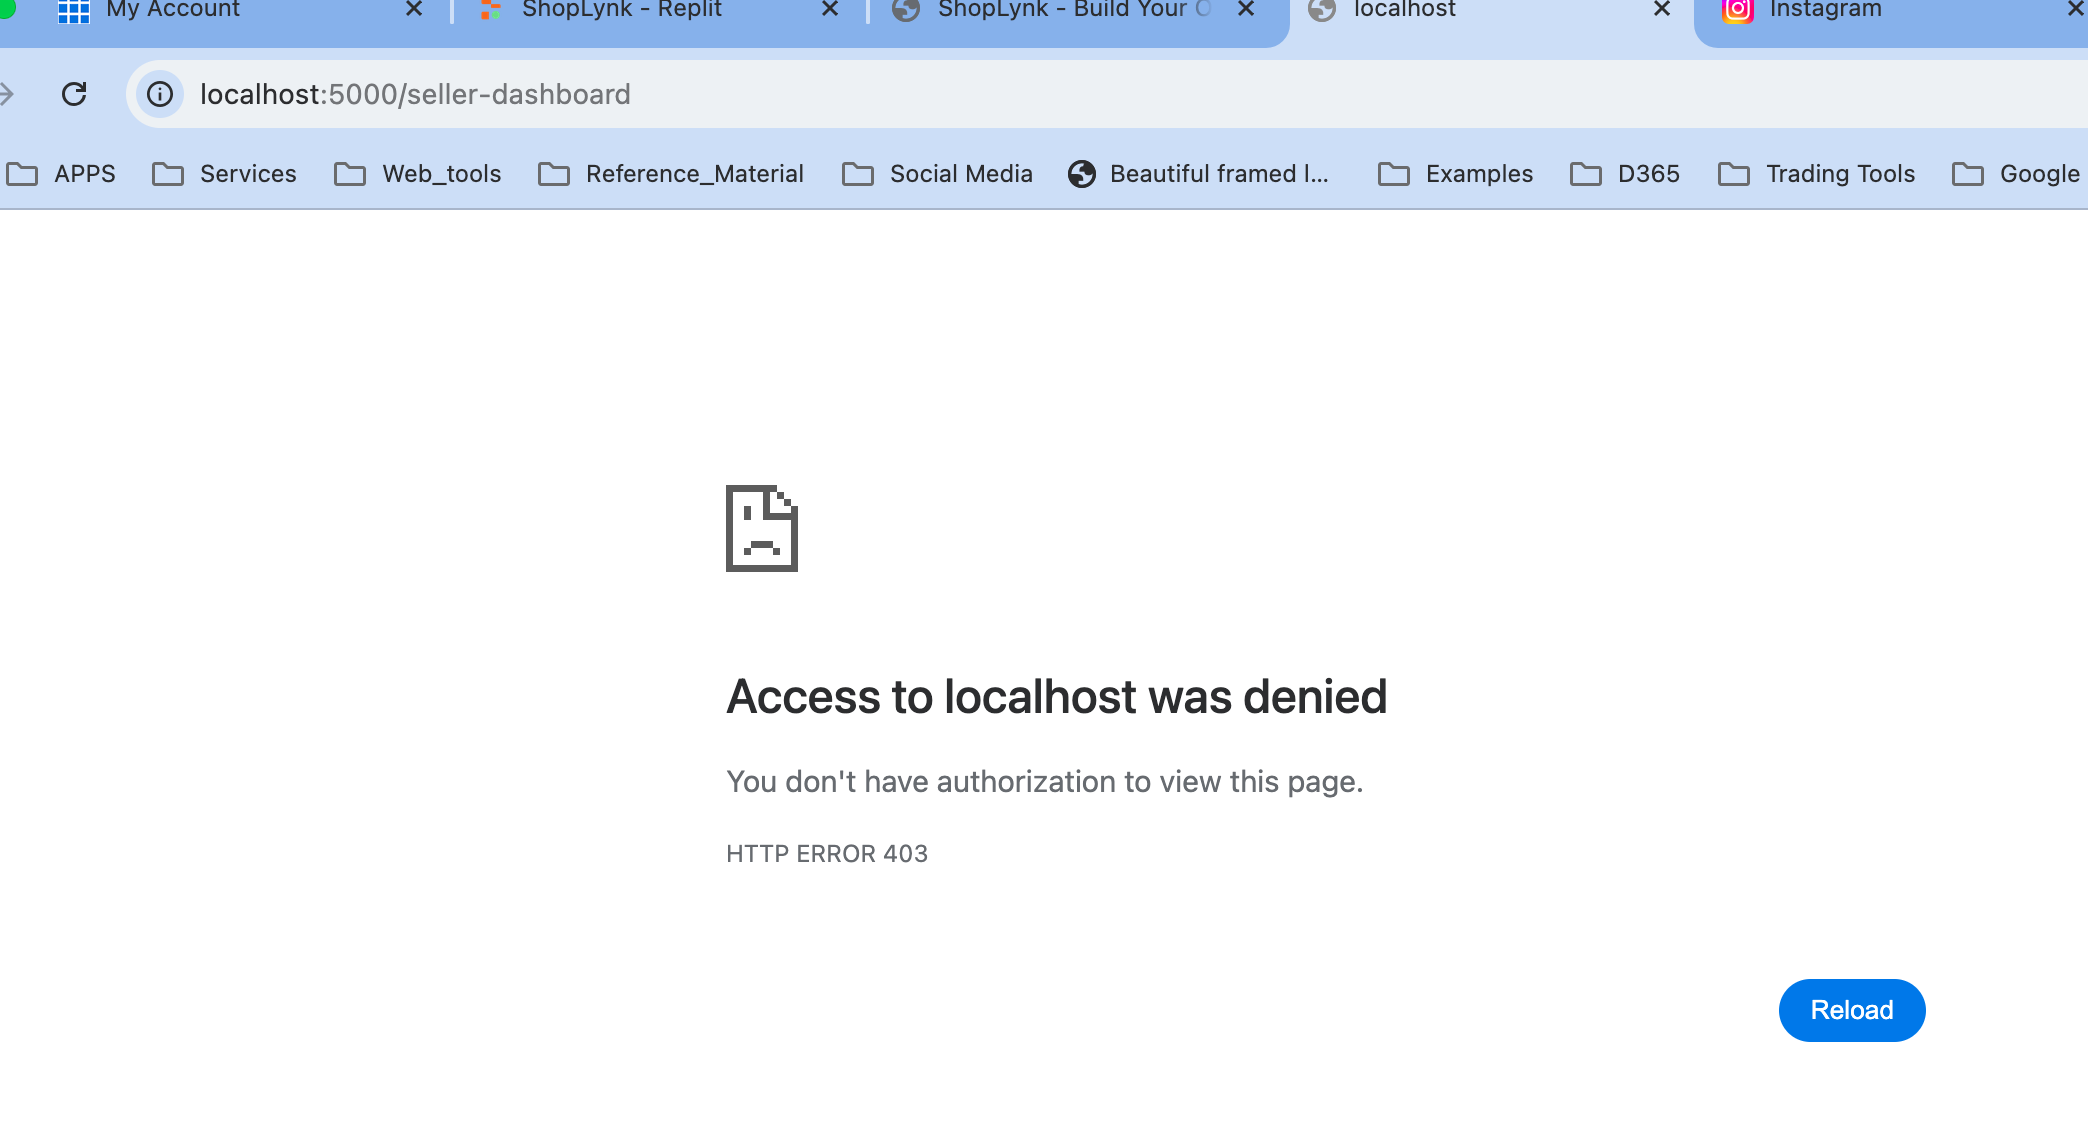 My Account
ShopLynk - Replit
ShopLynk - Build Your O
localhost
Instagram
localhost:5000/seller-dashboard
APPS
Services
Web_tools
Reference_Material
Social Media
Beautiful framed l...
Examples
D365
Trading Tools
Google
Access to localhost was denied
You don't have authorization to view this page.
HTTP ERROR 403
Reload